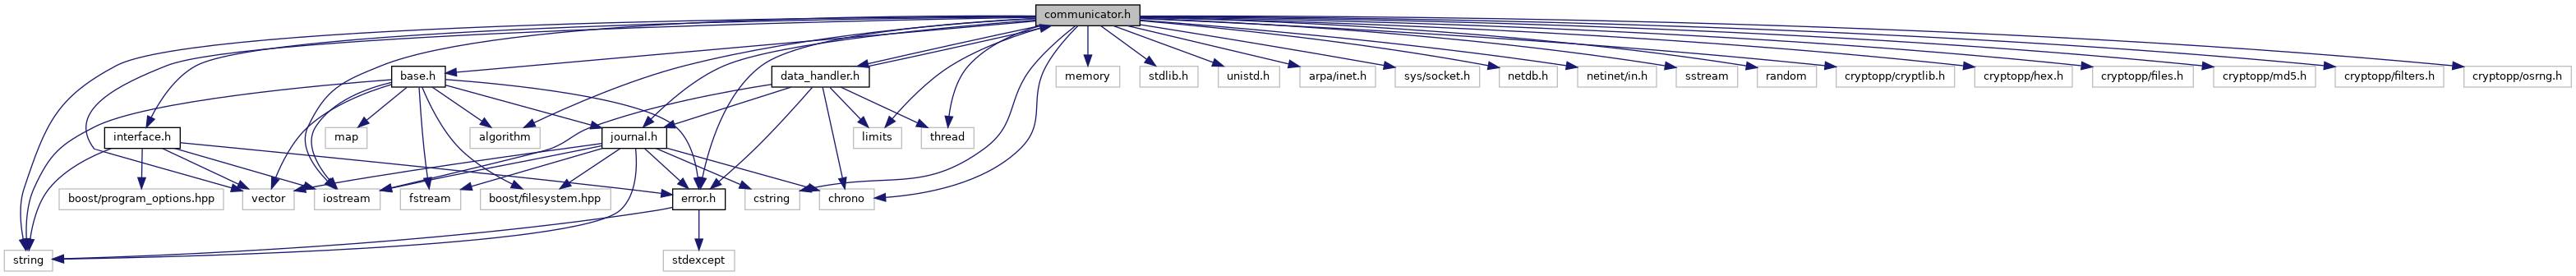 communicator.h
base.h
data_handler.h
memory
stdlib.h
unistd.h
arpa/inet.h
sys/socket.h
netdb.h
netinet/in.h
sstream
random
cryptopp/cryptlib.h
cryptopp/hex.h
cryptopp/files.h
cryptopp/md5.h
cryptopp/filters.h
cryptopp/osrng.h
interface.h
map
algorithm
journal.h
limits
thread
boost/program_options.hpp
vector
iostream
fstream
boost/filesystem.hpp
error.h
cstring
chrono
string
stdexcept